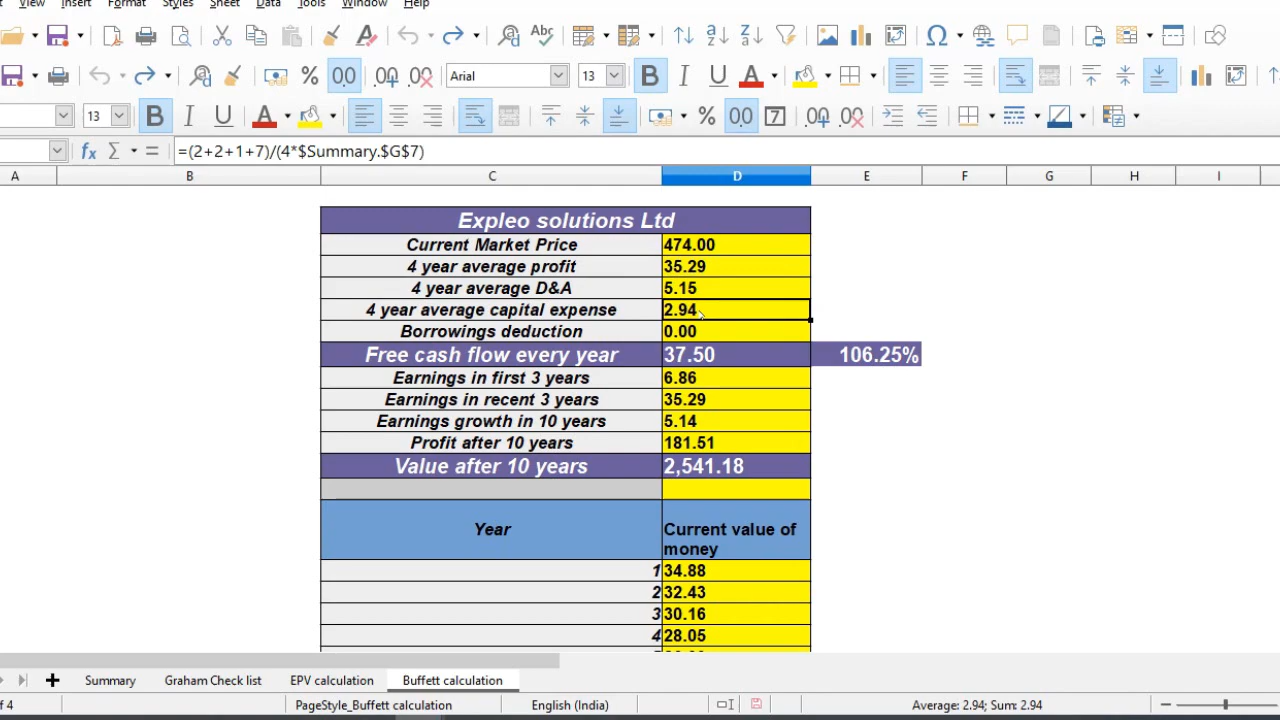 View Insert Format Styles Sheet Data Tools Window Help
Abc
Arial 13
13
=(2+2+1+7)/(4*$Summary.$G$7)
A B C D E F G H I
Expleo solutions Ltd
Current Market Price 474.00
4 year average profit 35.29
4 year average D&A 5.15
4 year average capital expense 2.94
Borrowings deduction 0.00
Free cash flow every year 37.50 106.25%
Earnings in first 3 years 6.86
Earnings in recent 3 years 35.29
Earnings growth in 10 years 5.14
Profit after 10 years 181.51
Value after 10 years 2,541.18
Year Current value of
money
1 34.88
2 32.43
3 30.16
4 28.05
Summary Graham Check list EPV calculation Buffett calculation
of 4 PageStyle_Buffett calculation English (India) Average: 2.94; Sum: 2.94